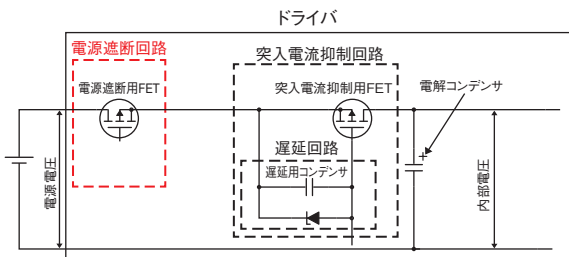 ドライバ
電源遮断回路
突入電流抑制回路
電源遮断用FET
突入電流抑制用FET
電解コンデンサ
遅延回路
遅延用コンデンサ
+
電源電圧
内部電圧